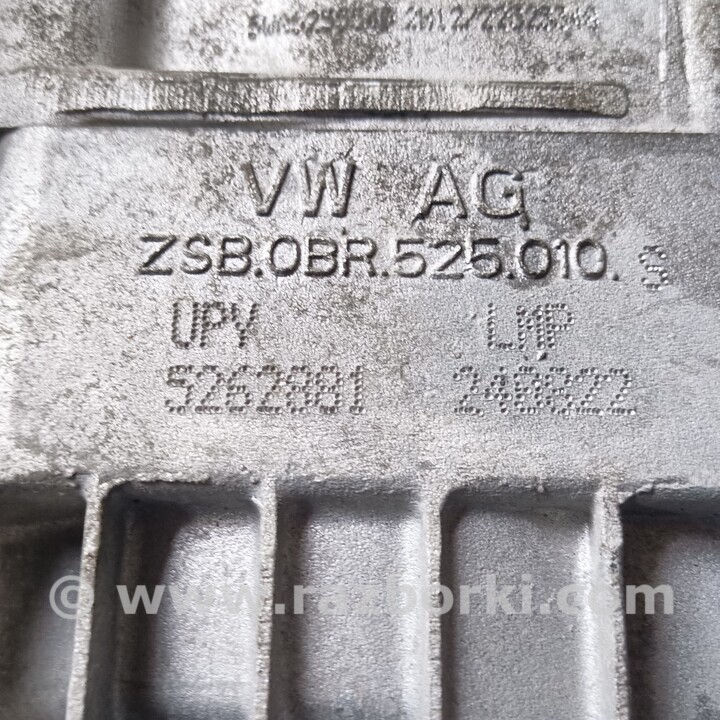 VW AG
ZSB.0BR.525.010.S
UPY LMP
5262881 240822
© www.razborki.com